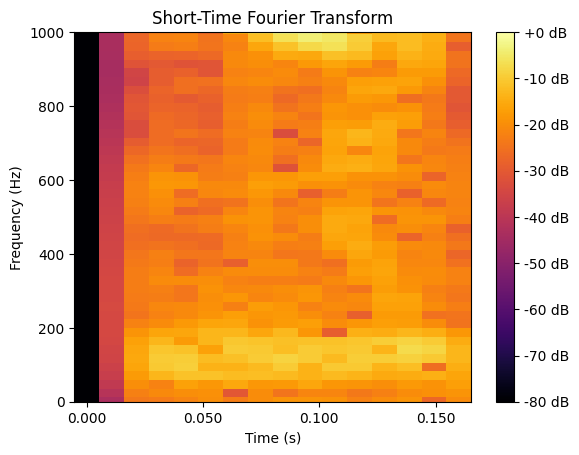 Short-Time Fourier Transform
1000
800
600
400
200
0
Frequency (Hz)
0.000
0.050
0.100
0.150
Time (s)
+0 dB
-10 dB
-20 dB
-30 dB
-40 dB
-50 dB
-60 dB
-70 dB
-80 dB